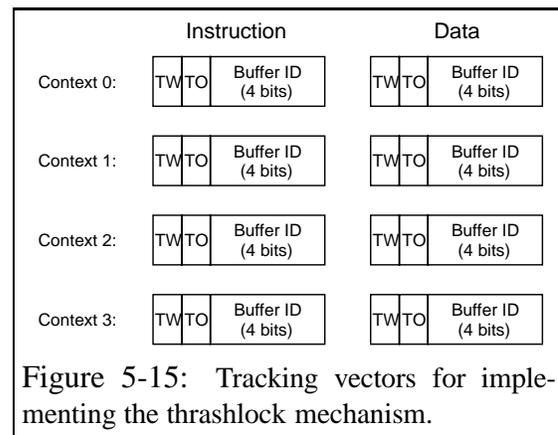 Instruction Data
Context 0: TW TO Buffer ID TW TO Buffer ID
(4 bits) (4 bits)
Context 1: TW TO Buffer ID TW TO Buffer ID
(4 bits) (4 bits)
Context 2: TW TO Buffer ID TW TO Buffer ID
(4 bits) (4 bits)
Context 3: TW TO Buffer ID TW TO Buffer ID
(4 bits) (4 bits)
Figure 5-15: Tracking vectors for imple-
menting the thrashlock mechanism.